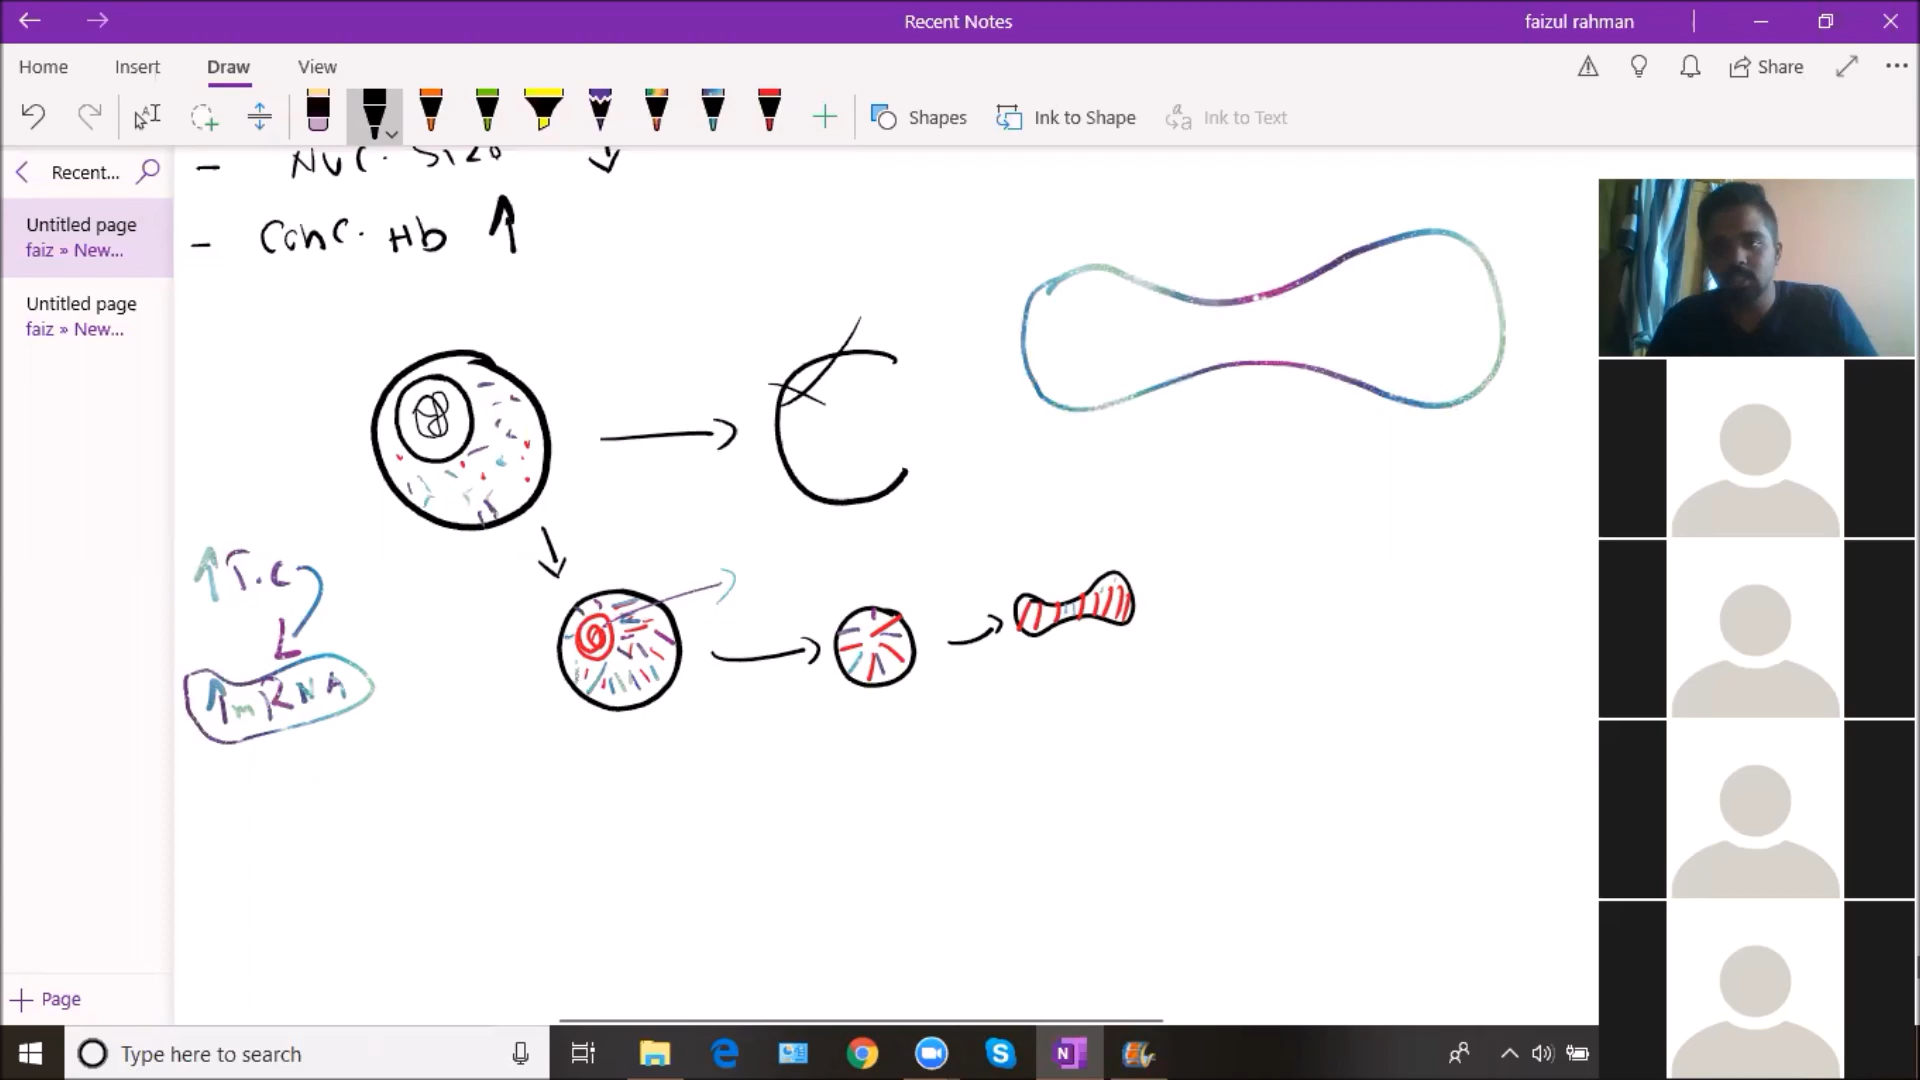 Recent Notes
faizul rahman
Home
Insert
Draw
View
Share
Shapes
Ink to Shape
Ink to Text
Recent...
Untitled page
faiz » New...
Untitled page
faiz » New...
Page
- Nuc. Size ↓
- Conc. Hb ↑
↑ T.C
↑ mRNA
Type here to search